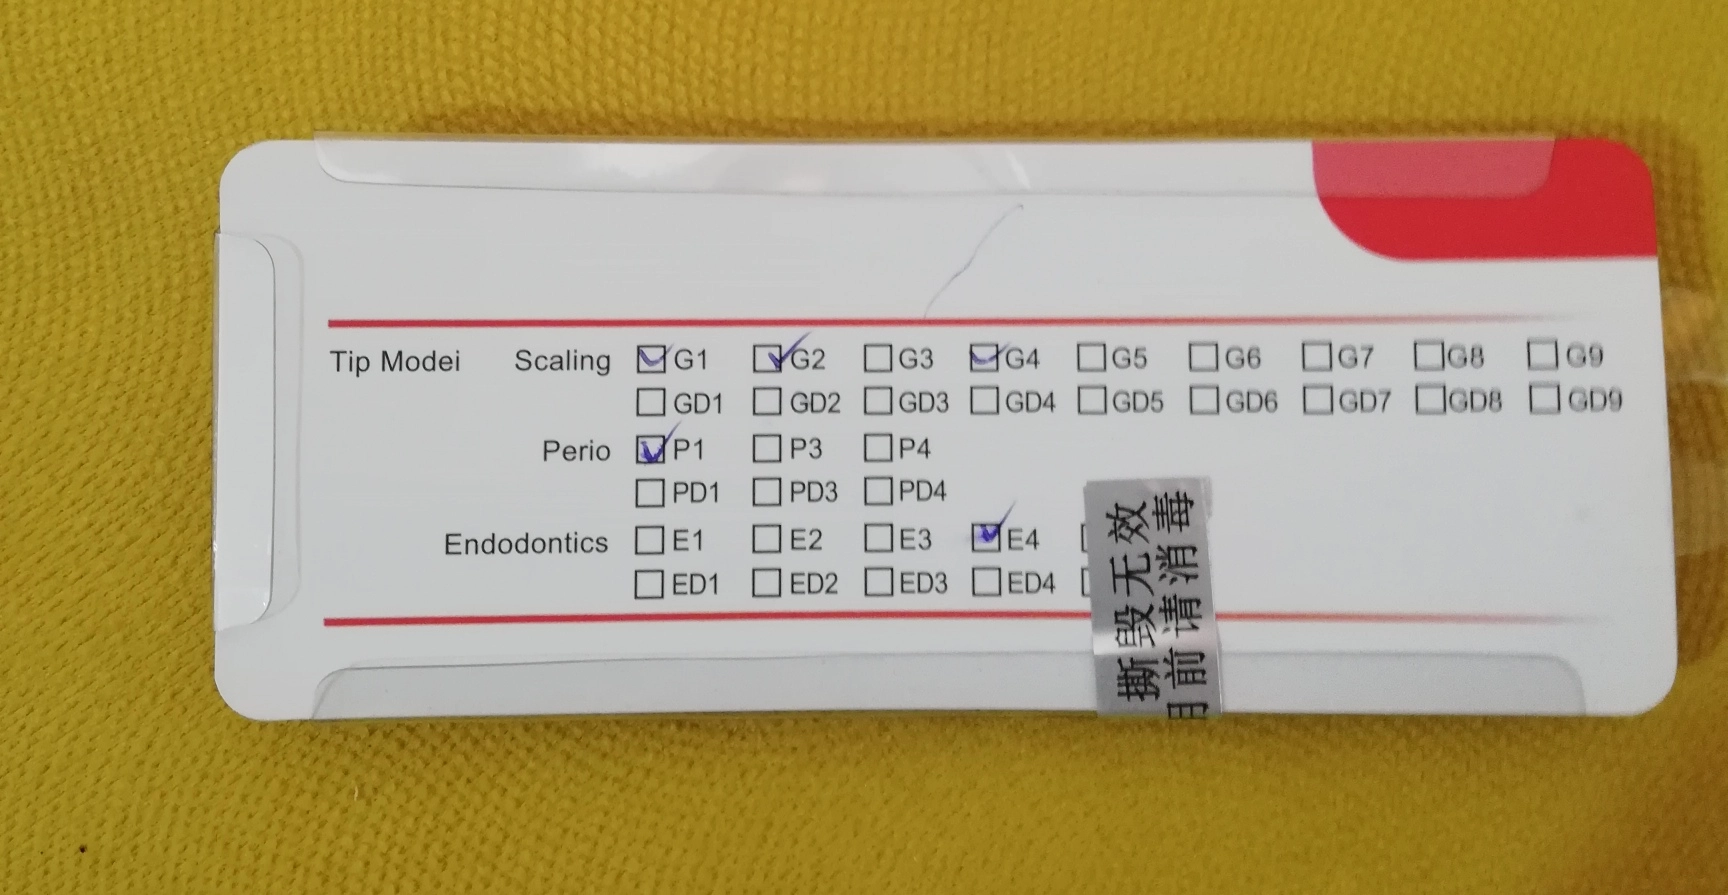 Tip Modei Scaling G1 G2 G3 G4 G5 G6 G7 G8 G9
GD1 GD2 GD3 GD4 GD5 GD6 GD7 GD8 GD9
Perio P1 P3 P4
PD1 PD3 PD4
Endodontics E1 E2 E3 E4
ED1 ED2 ED3 ED4
撕毁无效
用前请消毒